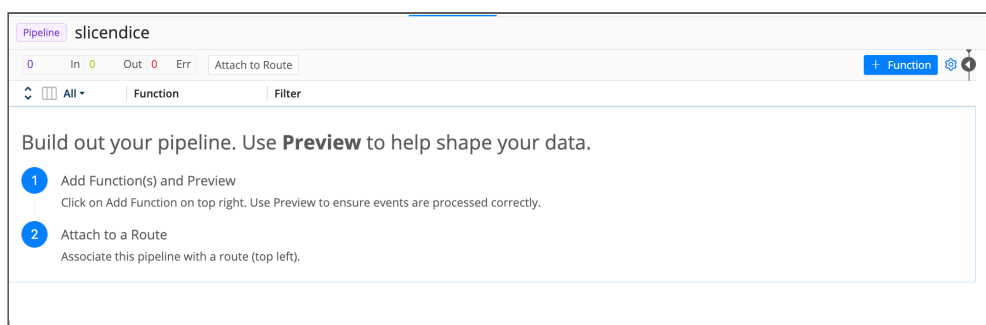 Pipeline slicendice
0 In 0 Out 0 Err Attach to Route + Function
All Function Filter
Build out your pipeline. Use Preview to help shape your data.
1 Add Function(s) and Preview
Click on Add Function on top right. Use Preview to ensure events are processed correctly.
2 Attach to a Route
Associate this pipeline with a route (top left).